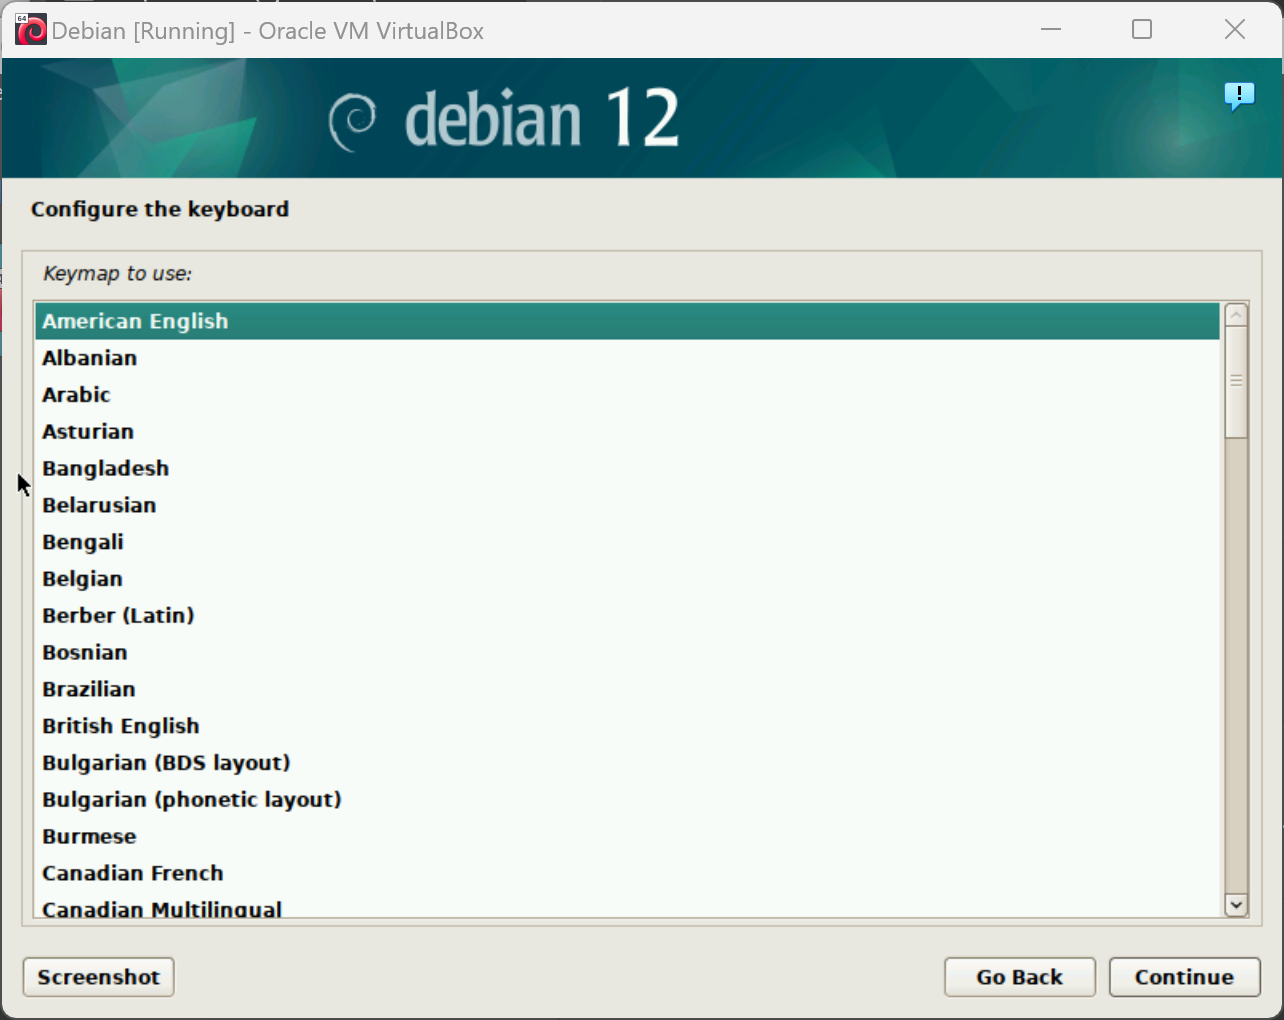 64
Debian [Running] - Oracle VM VirtualBox
debian 12
!
Configure the keyboard
Keymap to use:
American English
Albanian
Arabic
Asturian
Bangladesh
Belarusian
Bengali
Belgian
Berber (Latin)
Bosnian
Brazilian
British English
Bulgarian (BDS layout)
Bulgarian (phonetic layout)
Burmese
Canadian French
Canadian Multilingual
Screenshot
Go Back
Continue